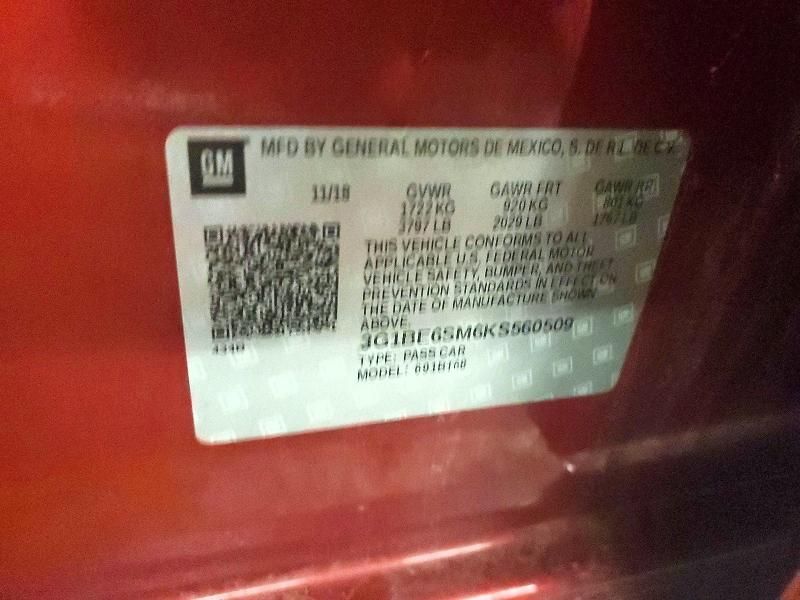 GM
MFD BY GENERAL MOTORS DE MEXICO, S. DE R.L. DE C.V.
11/18 GVWR GAWR FRT GAWR RR
1722 KG 920 KG 801 KG
3797 LB 2029 LB 1767 LB
THIS VEHICLE CONFORMS TO ALL
APPLICABLE U.S. FEDERAL MOTOR
VEHICLE SAFETY, BUMPER, AND THEFT
PREVENTION STANDARDS IN EFFECT ON
THE DATE OF MANUFACTURE SHOWN
ABOVE.
3G1BE6SM6KS560509
TYPE: PASS CAR
MODEL: